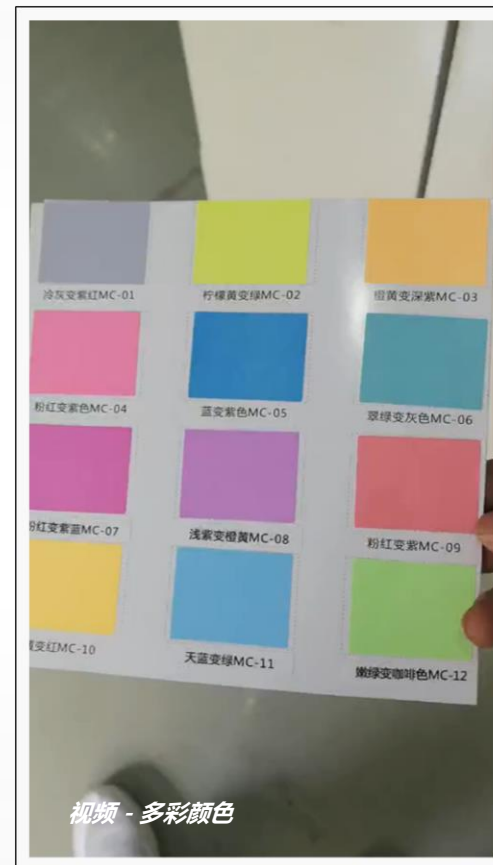 冷灰变紫红MC-01
柠檬黄变绿MC-02
橙黄变深紫MC-03
粉红变紫色MC-04
蓝变紫色MC-05
翠绿变灰色MC-06
粉红变紫蓝MC-07
浅紫变橙黄MC-08
粉红变紫MC-09
变红MC-10
天蓝变绿MC-11
嫩绿变咖啡色MC-12
视频 - 多彩颜色